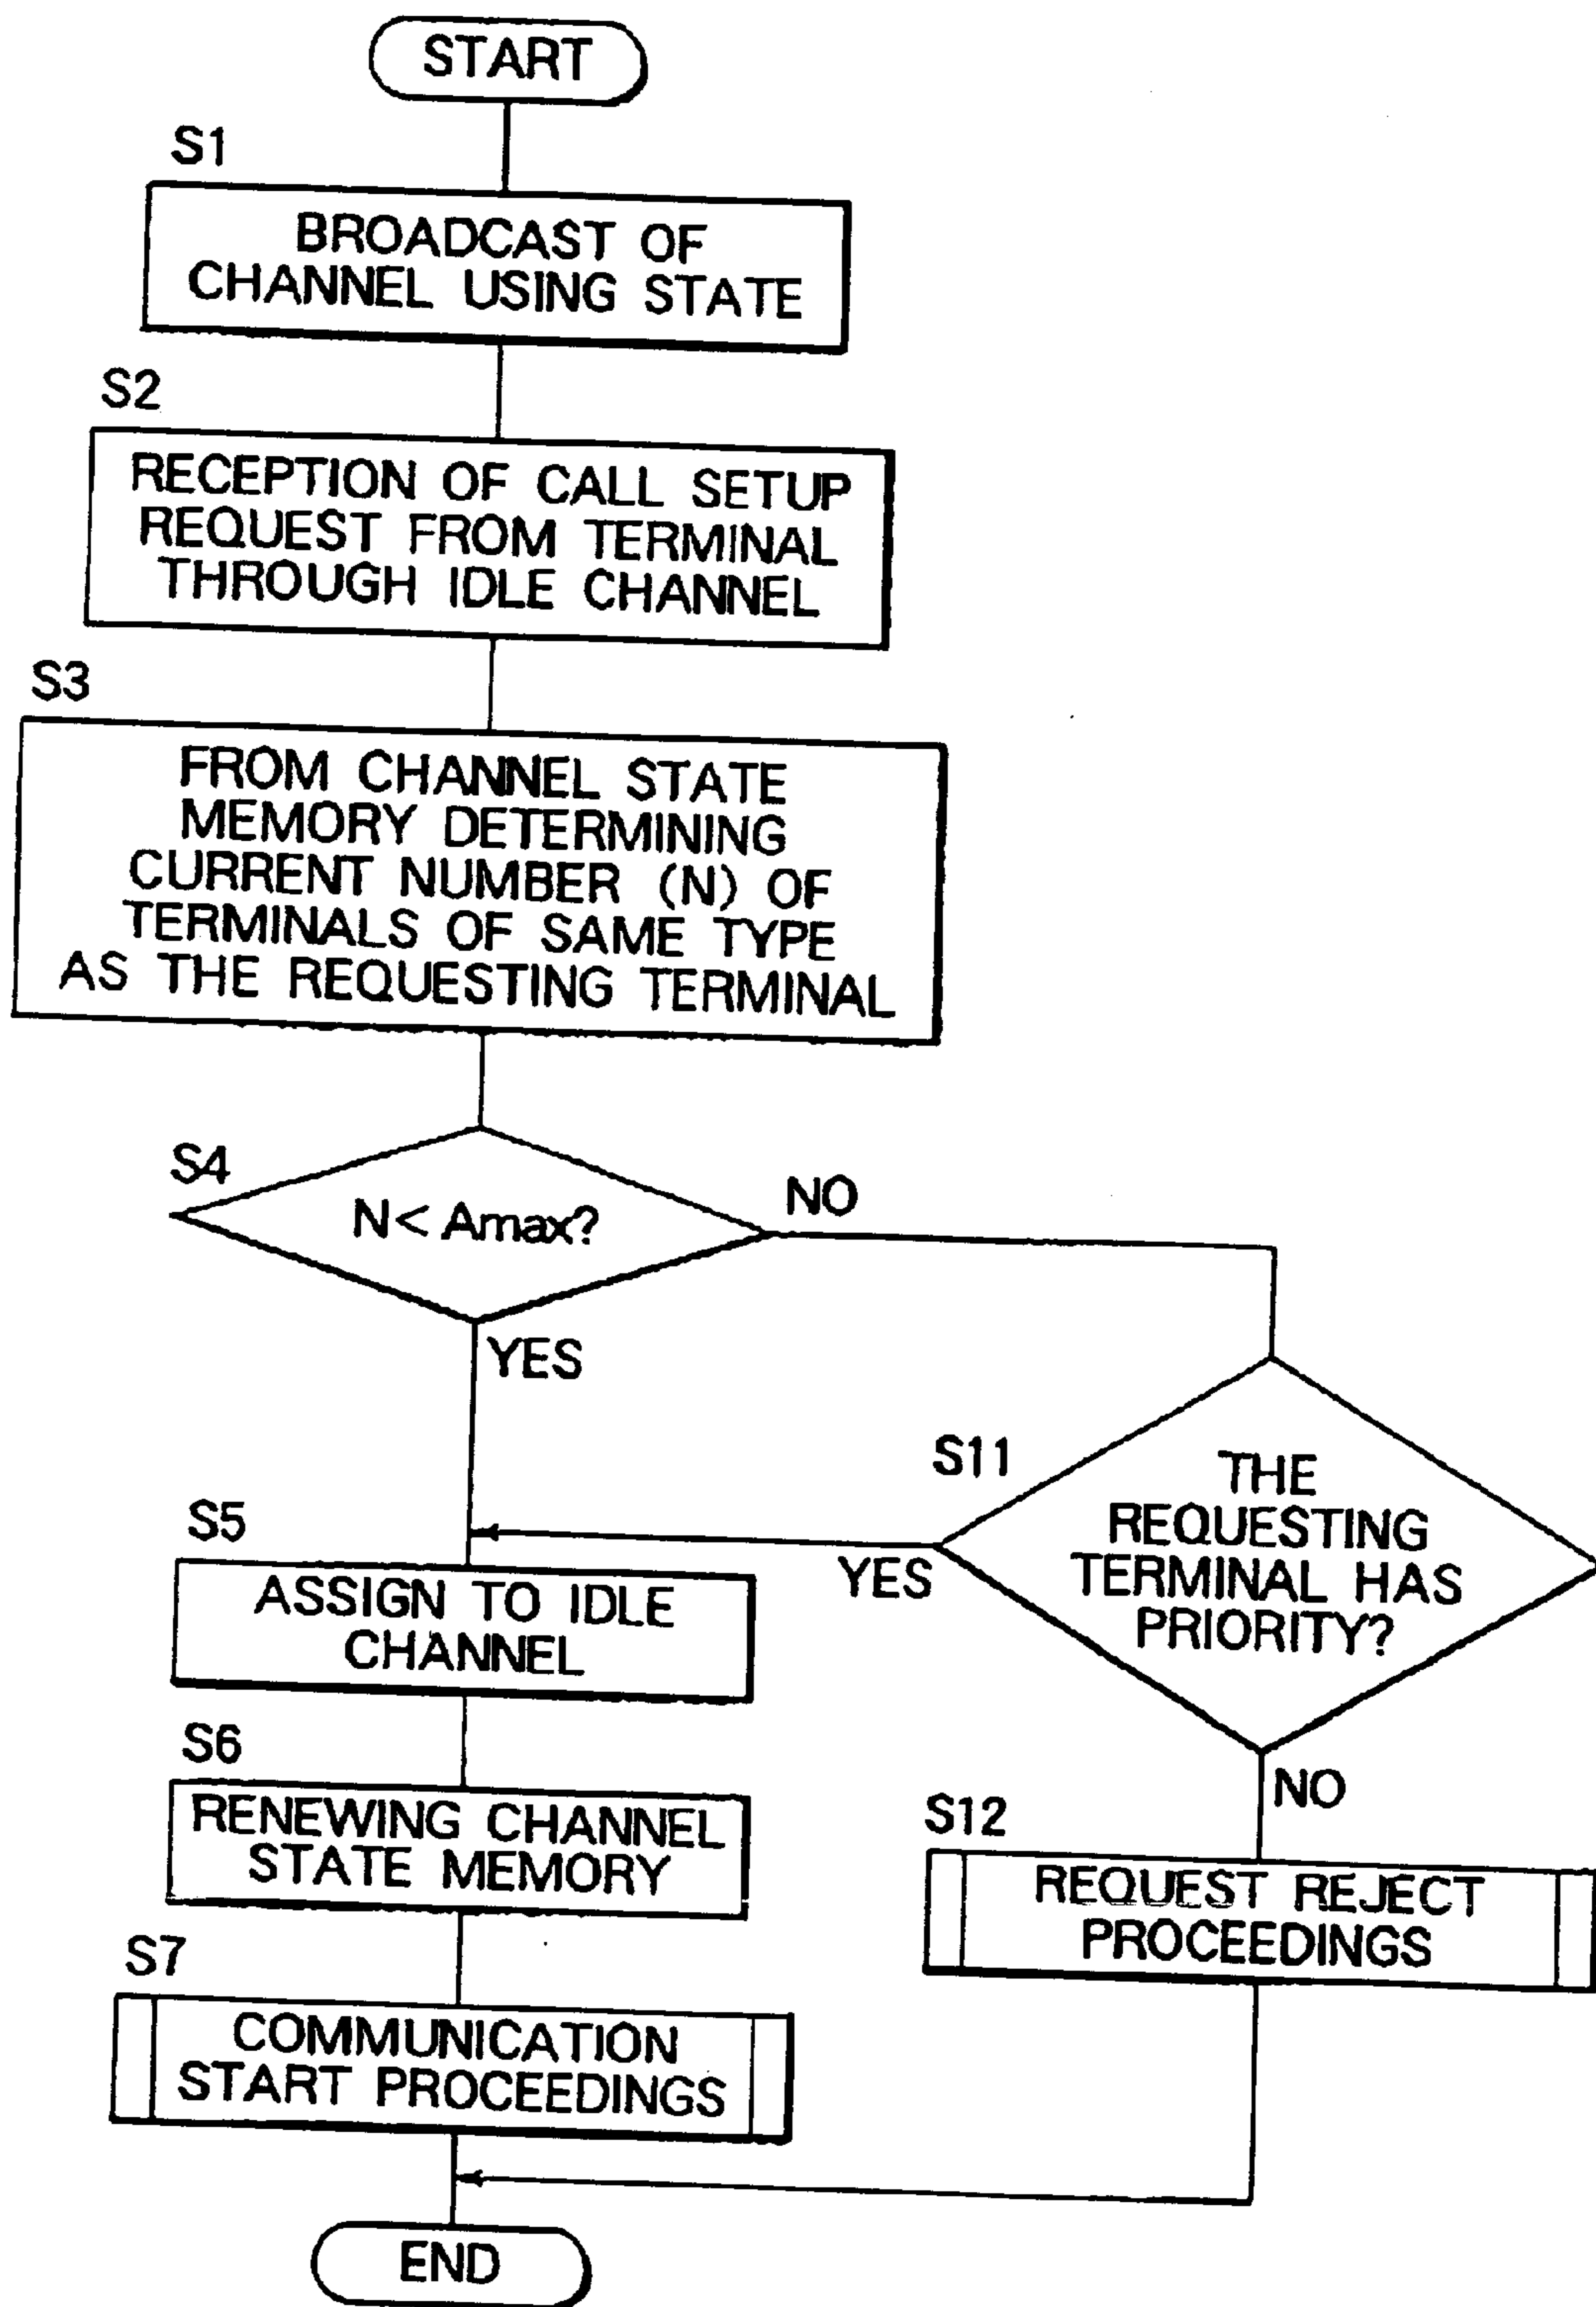 START
S1
BROADCAST OF
CHANNEL USING STATE
S2
RECEPTION OF CALL SETUP
REQUEST FROM TERMINAL
THROUGH IDLE CHANNEL
S3
FROM CHANNEL STATE
MEMORY DETERMINING
CURRENT NUMBER (N) OF
TERMINALS OF SAME TYPE
AS THE REQUESTING TERMINAL
S4
N< Amax?
NO
YES
S11
THE
REQUESTING
TERMINAL HAS
PRIORITY?
YES
NO
S5
ASSIGN TO IDLE
CHANNEL
S6
RENEWING CHANNEL
STATE MEMORY
S12
REQUEST REJECT
PROCEEDINGS
S7
COMMUNICATION
START PROCEEDINGS
END